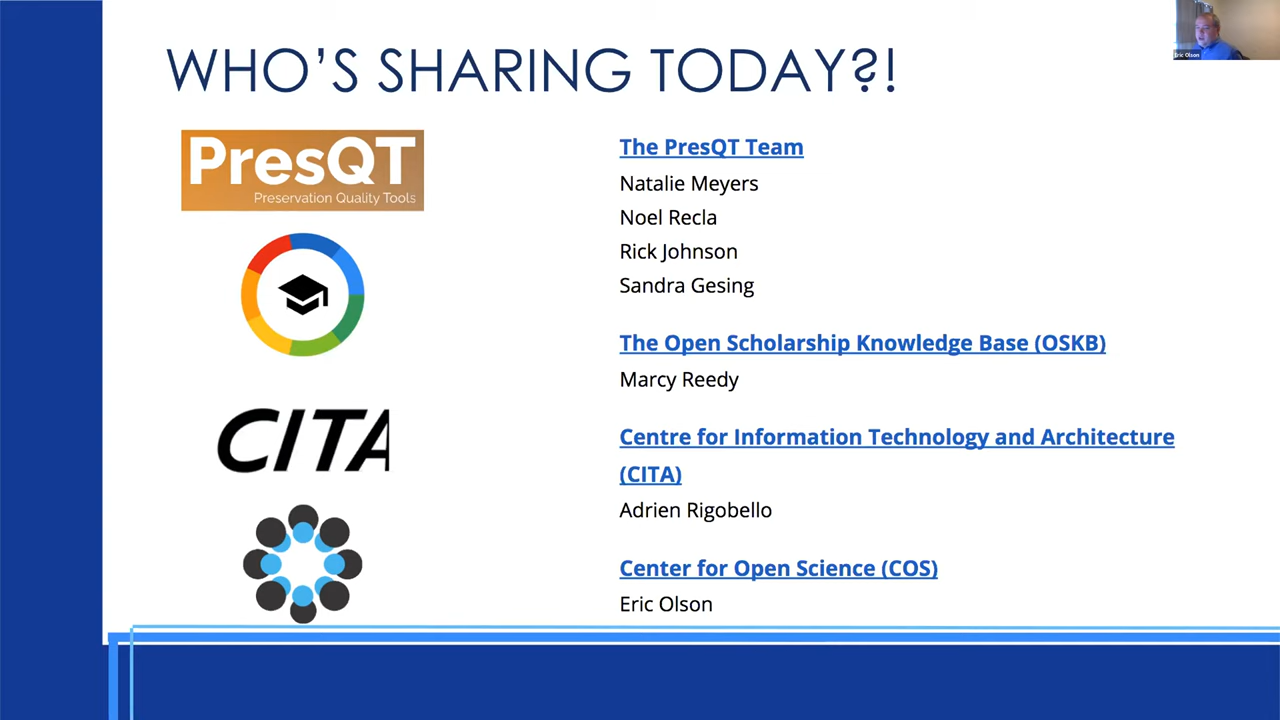 Eric Olson
WHO'S SHARING TODAY?!
PresQT
Preservation Quality Tools
The PresQT Team
Natalie Meyers
Noel Recla
Rick Johnson
Sandra Gesing
The Open Scholarship Knowledge Base (OSKB)
Marcy Reedy
CITA
Centre for Information Technology and Architecture
(CITA)
Adrien Rigobello
Center for Open Science (COS)
Eric Olson